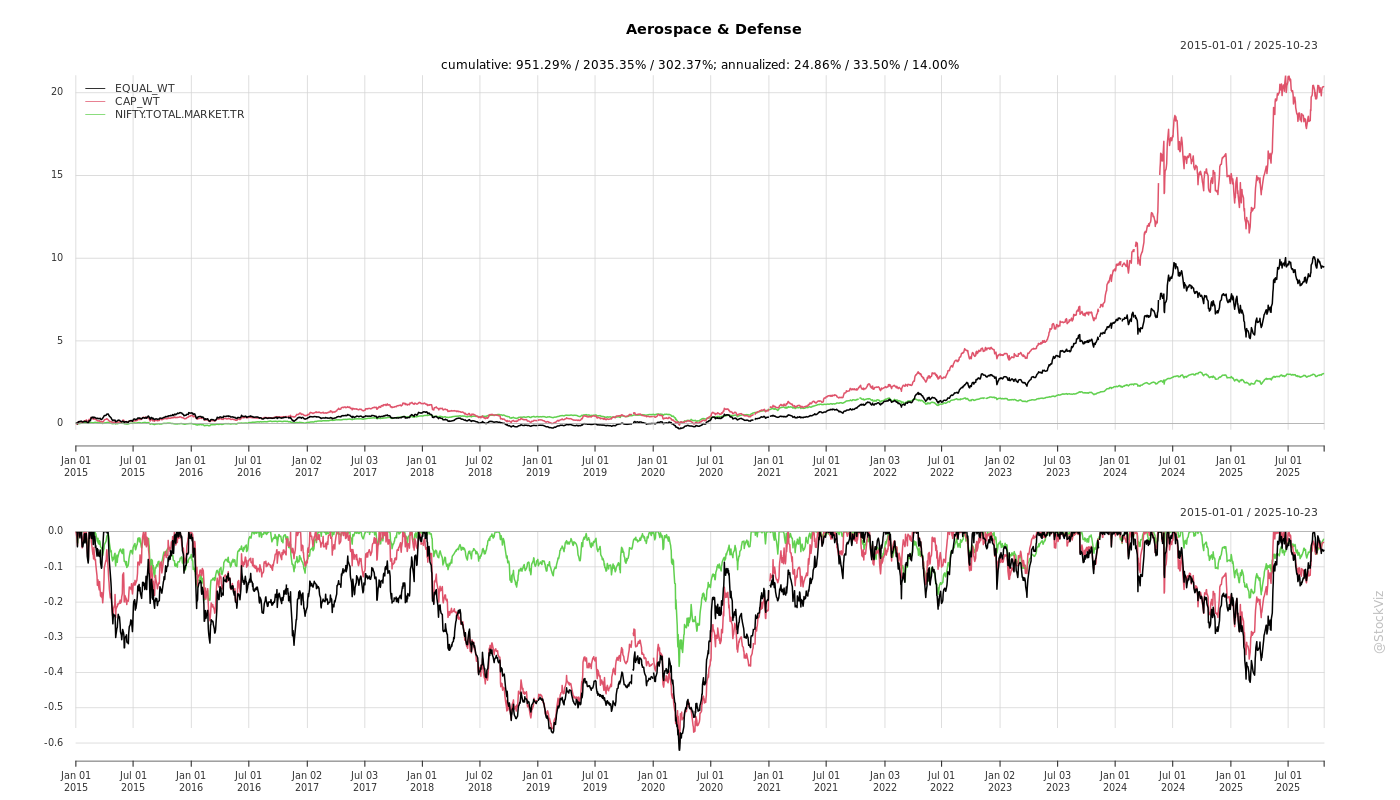 Aerospace & Defense
2015-01-01 / 2025-10-23
cumulative: 951.29% / 2035.35% / 302.37%; annualized: 24.86% / 33.50% / 14.00%
EQUAL_WT
CAP_WT
NIFTY.TOTAL.MARKET.TR
20
15
10
5
0
Jan 01 Jul 01 Jan 01 Jul 01 Jan 02 Jul 03 Jan 01 Jul 02 Jan 01 Jul 01 Jan 01 Jul 01 Jan 01 Jul 01 Jan 03 Jul 01 Jan 02 Jul 03 Jan 01 Jul 01 Jan 01 Jul 01
2015 2015 2016 2016 2017 2017 2018 2018 2019 2019 2020 2020 2021 2021 2022 2022 2023 2023 2024 2024 2025 2025
2015-01-01 / 2025-10-23
0.0
-0.1
-0.2
-0.3
-0.4
-0.5
-0.6
Jan 01 Jul 01 Jan 01 Jul 01 Jan 02 Jul 03 Jan 01 Jul 02 Jan 01 Jul 01 Jan 01 Jul 01 Jan 01 Jul 01 Jan 03 Jul 01 Jan 02 Jul 03 Jan 01 Jul 01 Jan 01 Jul 01
2015 2015 2016 2016 2017 2017 2018 2018 2019 2019 2020 2020 2021 2021 2022 2022 2023 2023 2024 2024 2025 2025
@StockViz